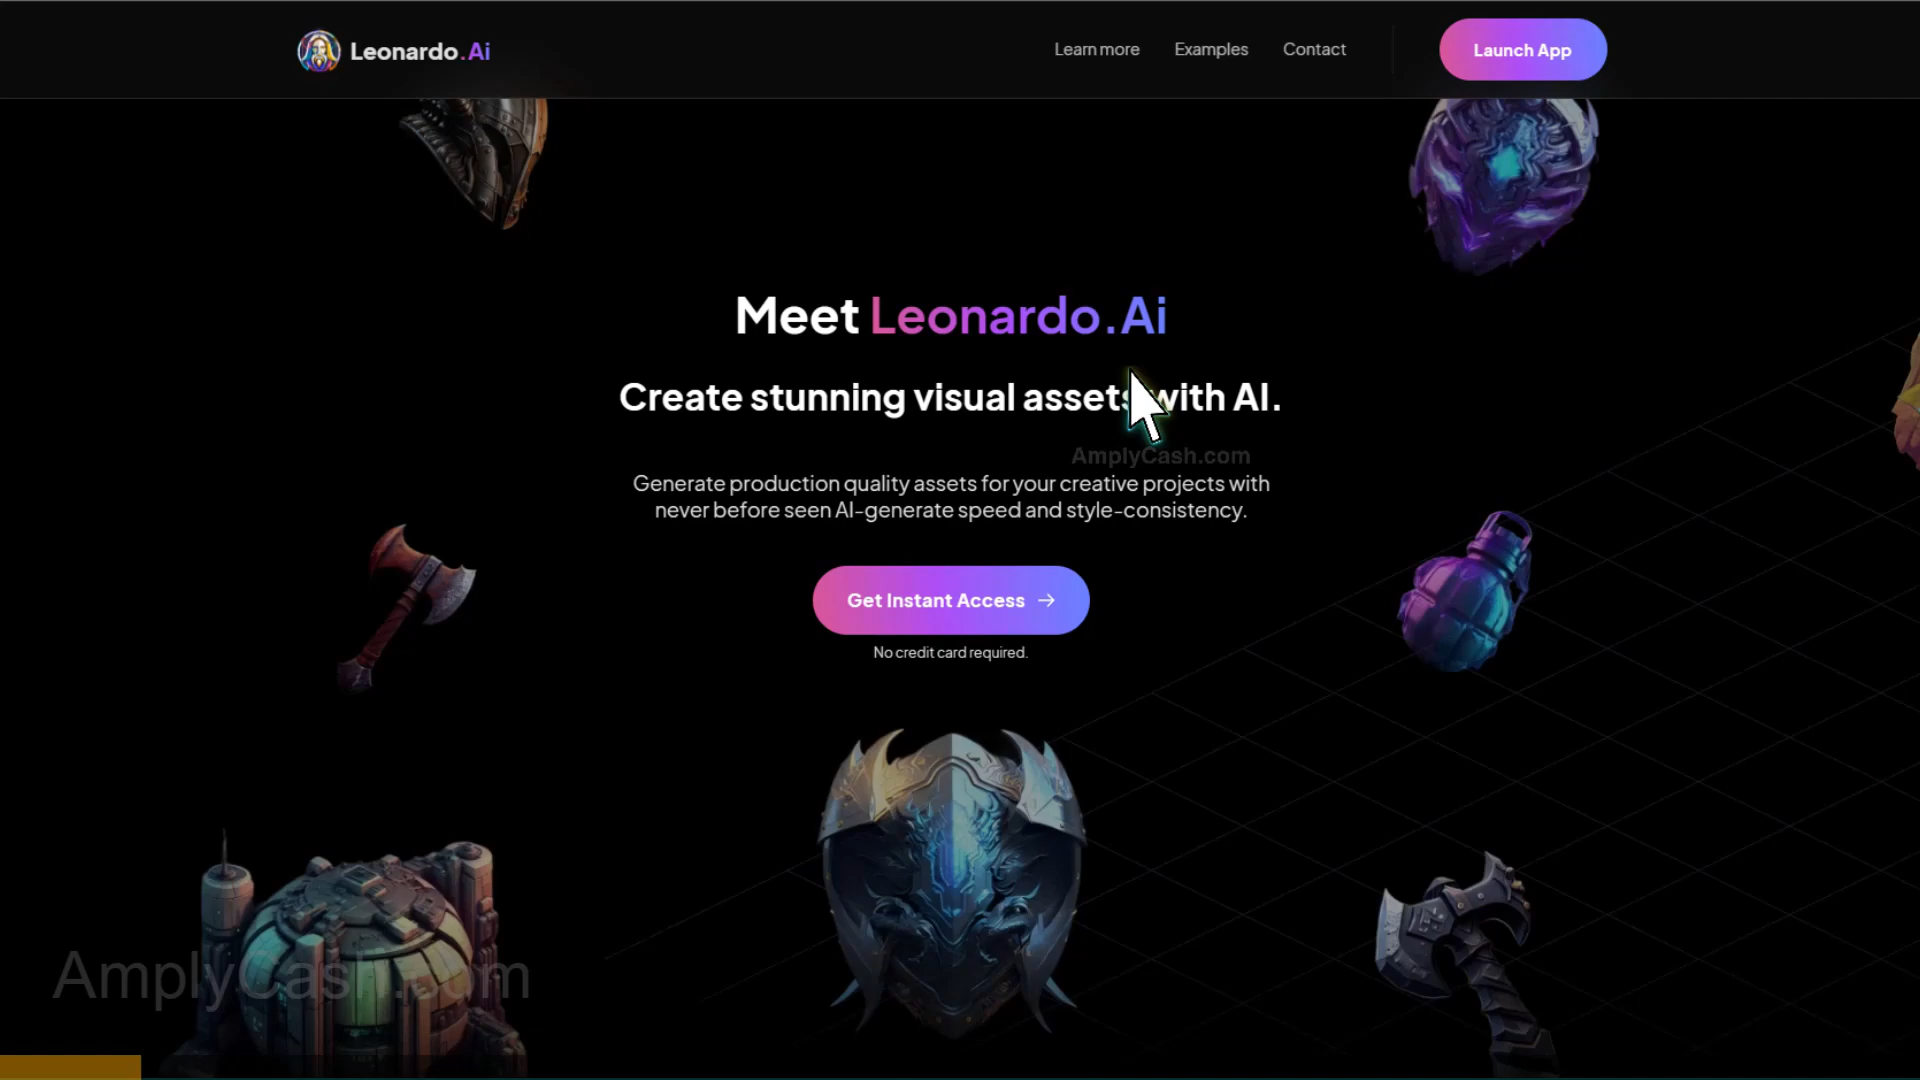 Leonardo.Ai
Learn more
Examples
Contact
Launch App
Meet Leonardo.Ai
Create stunning visual assets with AI.
AmplyCash.com
Generate production quality assets for your creative projects with
never before seen AI-generate speed and style-consistency.
Get Instant Access →
No credit card required.
AmplyCash.com